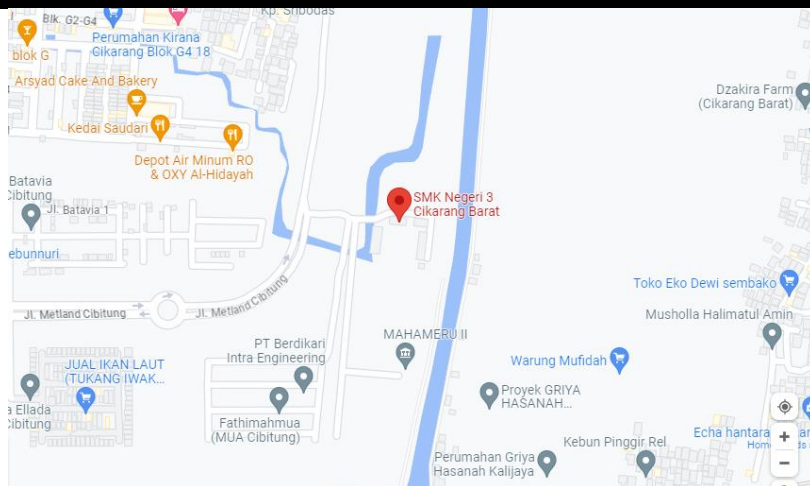 Kp. Sribodas
Blk. G2-G4
Perumahan Kirana
Cikarang Blok G4 18
blok G
Arsyad Cake And Bakery
Kedai Saudari
Depot Air Minum RO
& OXY Al-Hidayah
Dzakira Farm
(Cikarang Barat)
Batavia
Cibitung
Jl. Batavia 1
SMK Negeri 3
Cikarang Barat
ebunnuri
Jl. Metland Cibitung
Jl. Metland Cibitung
Toko Eko Dewi sembako
Musholla Halimatul Amin
MAHAMERU II
PT Berdikari
Intra Engineering
Warung Mufidah
JUAL IKAN LAUT
(TUKANG IWAK...
Proyek GRIYA
HASANAH...
a Ellada
Cibitung
Fathimahmua
(MUA Cibitung)
Kebun Pinggir Rel
Echa hantara
Perumahan Griya
Hasanah Kalijaya